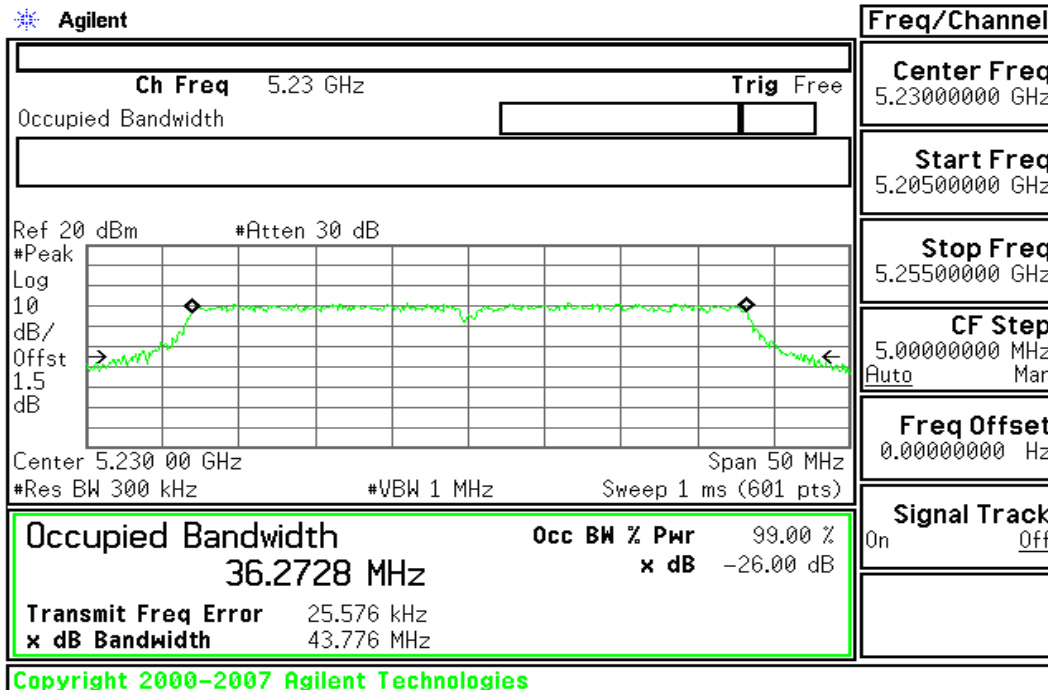 Agilent
Freq/Channel
Ch Freq 5.23 GHz Trig Free
Occupied Bandwidth
Center Freq
5.23000000 GHz
Start Freq
5.20500000 GHz
Stop Freq
5.25500000 GHz
CF Step
5.00000000 MHz
Auto Man
Freq Offset
0.00000000 Hz
Signal Track
On Off
Ref 20 dBm #Atten 30 dB
#Peak
Log
10
dB/
Offst
1.5
dB
Center 5.230 00 GHz Span 50 MHz
#Res BW 300 kHz #VBW 1 MHz Sweep 1 ms (601 pts)
Occupied Bandwidth
36.2728 MHz
Occ BW % Pwr 99.00 %
x dB -26.00 dB
Transmit Freq Error 25.576 kHz
x dB Bandwidth 43.776 MHz
Copyright 2000-2007 Agilent Technologies